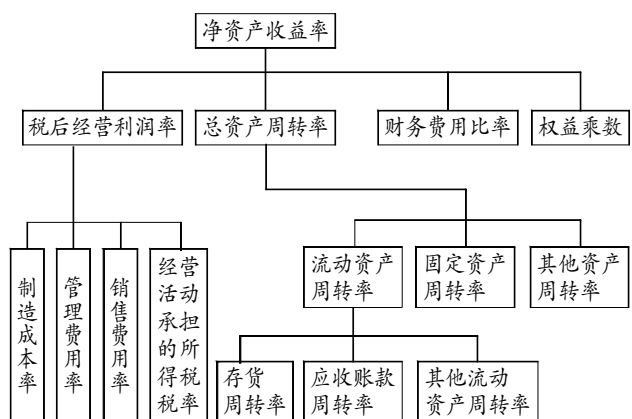 净资产收益率
税后经营利润率
总资产周转率
财务费用比率
权益乘数
制造成本率
管理费用率
销售费用率
经营活动承担的所得税税率
流动资产
周转率
固定资产
周转率
其他资产
周转率
存货
周转率
应收账款
周转率
其他流动
资产周转率